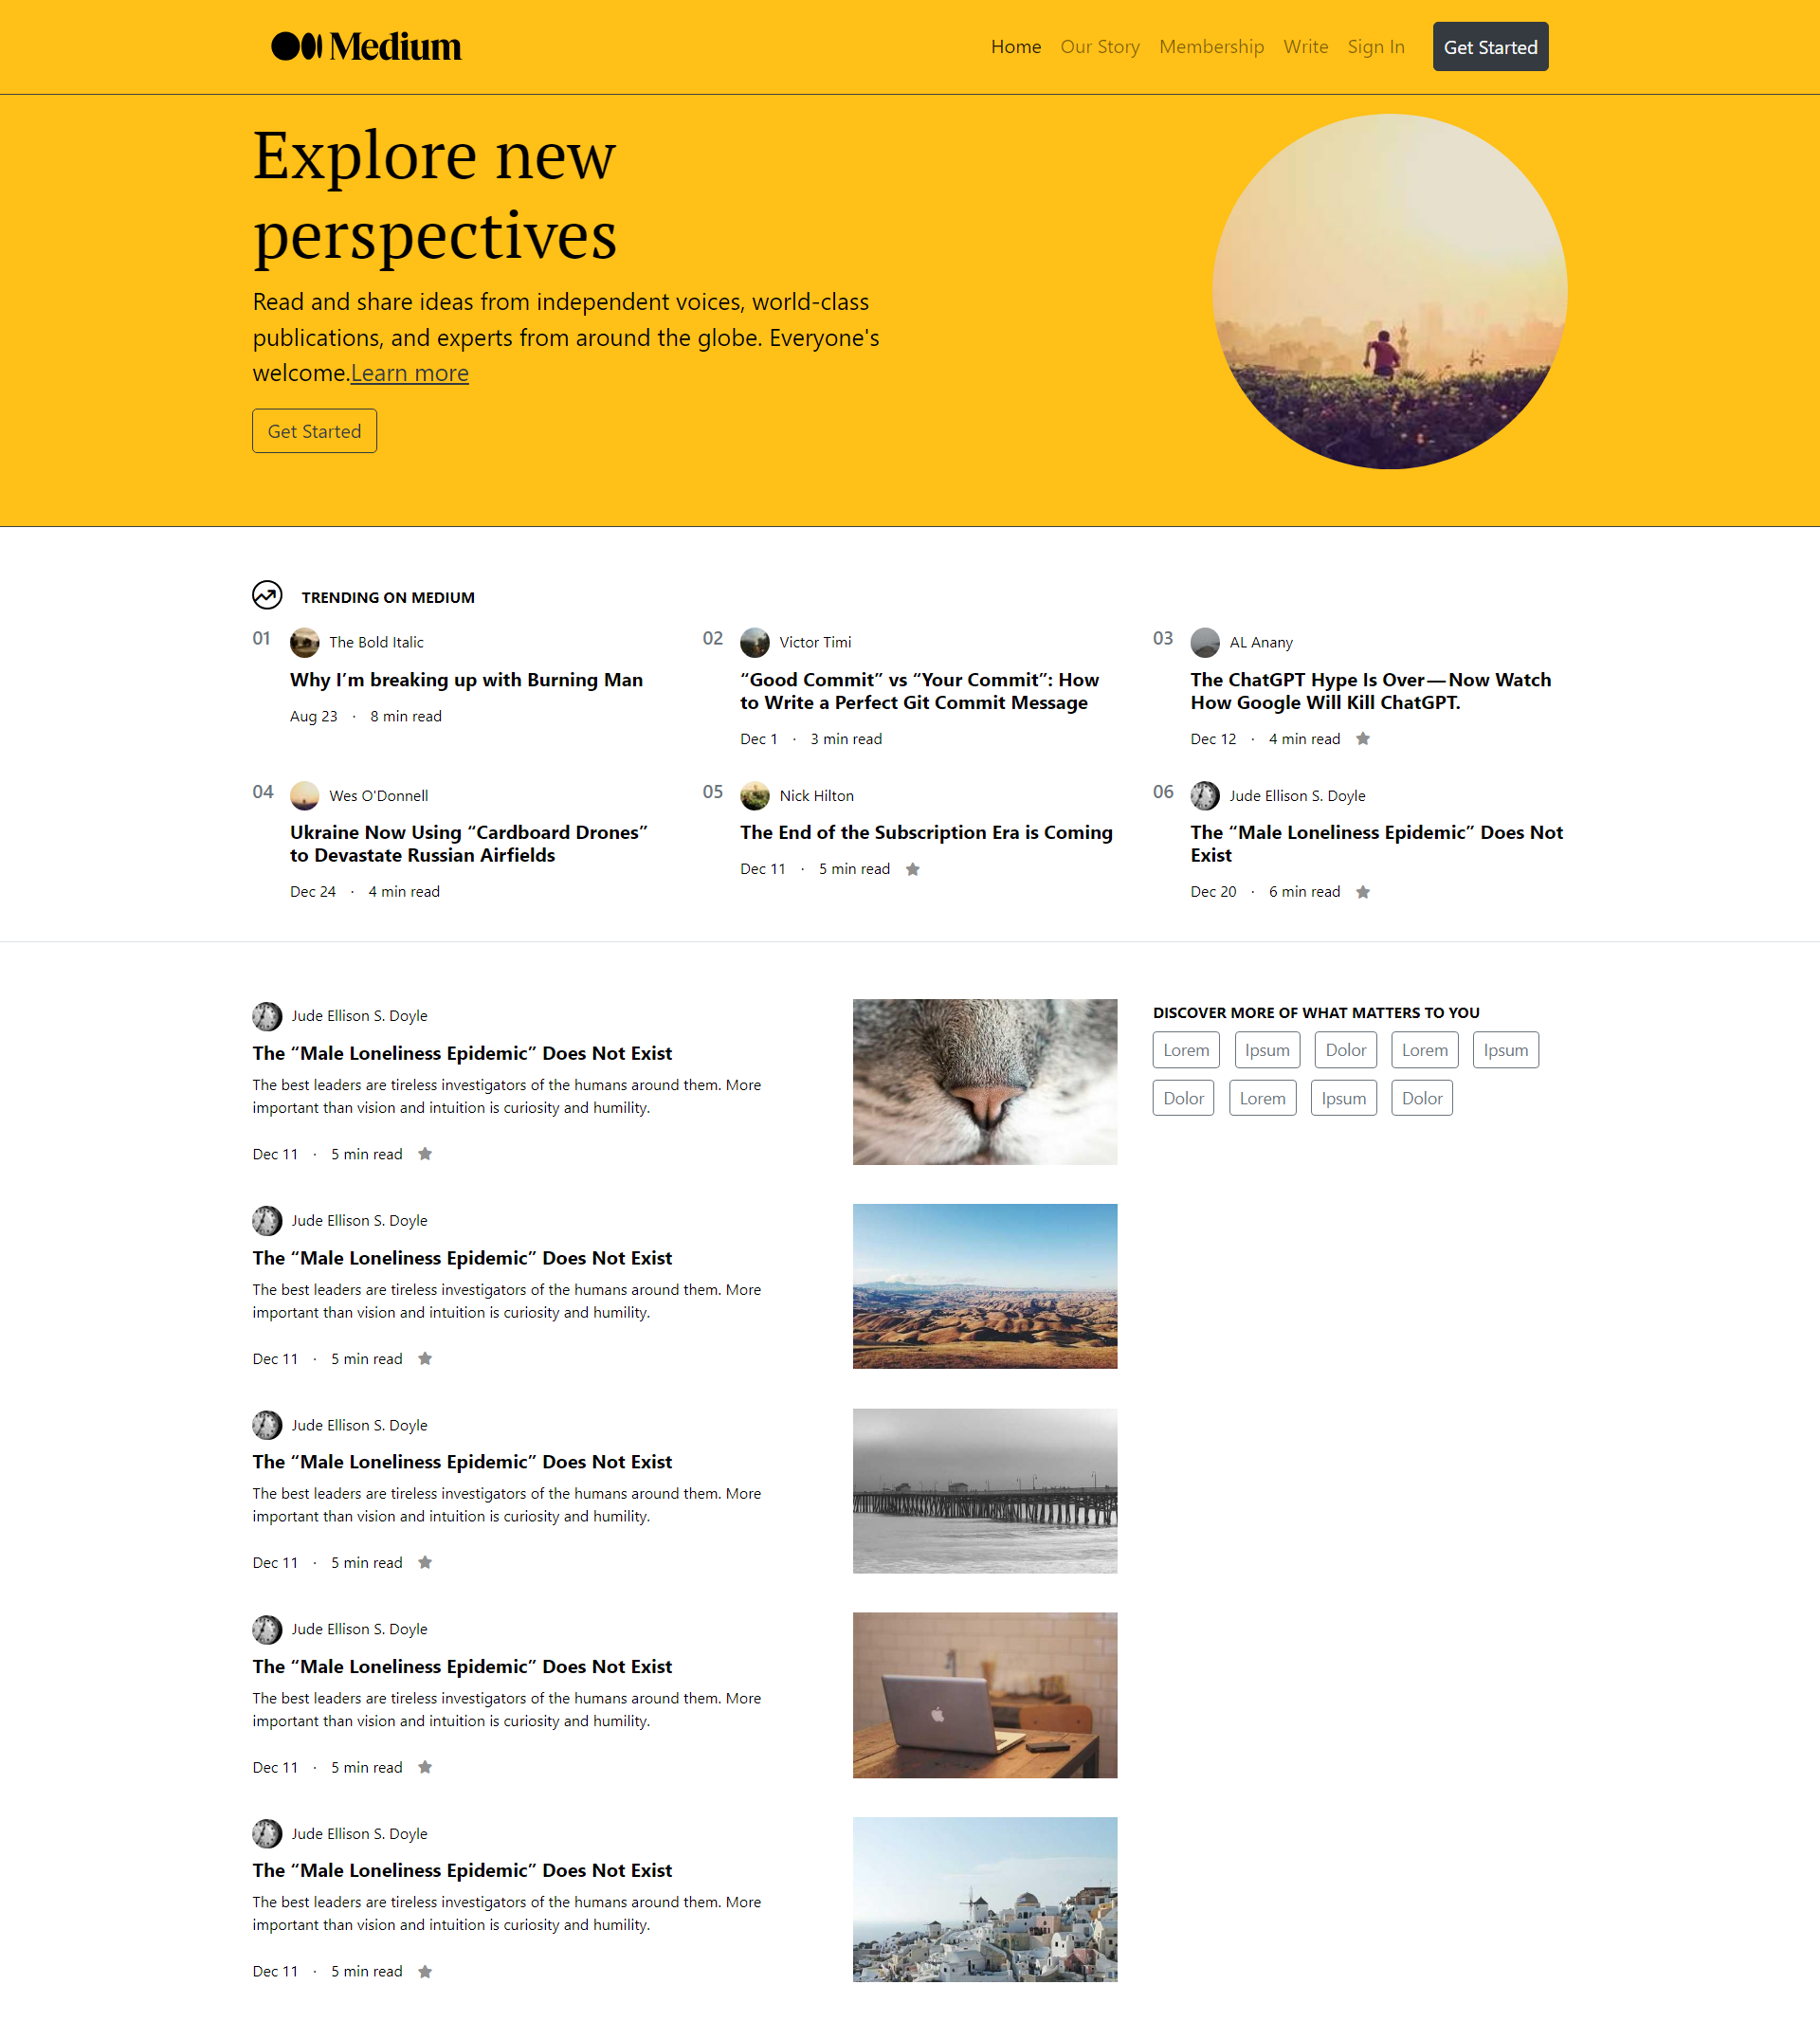 Medium
Home Our Story Membership Write Sign In Get Started
Explore new
perspectives
Read and share ideas from independent voices, world-class
publications, and experts from around the globe. Everyone's
welcome.Learn more
Get Started
TRENDING ON MEDIUM
01 The Bold Italic
Why I’m breaking up with Burning Man
Aug 23 · 8 min read
02 Victor Timi
“Good Commit” vs “Your Commit”: How
to Write a Perfect Git Commit Message
Dec 1 · 3 min read
03 AL Anany
The ChatGPT Hype Is Over — Now Watch
How Google Will Kill ChatGPT.
Dec 12 · 4 min read
04 Wes O'Donnell
Ukraine Now Using “Cardboard Drones”
to Devastate Russian Airfields
Dec 24 · 4 min read
05 Nick Hilton
The End of the Subscription Era is Coming
Dec 11 · 5 min read
06 Jude Ellison S. Doyle
The “Male Loneliness Epidemic” Does Not
Exist
Dec 20 · 6 min read
Jude Ellison S. Doyle
The “Male Loneliness Epidemic” Does Not Exist
The best leaders are tireless investigators of the humans around them. More
important than vision and intuition is curiosity and humility.
Dec 11 · 5 min read
Jude Ellison S. Doyle
The “Male Loneliness Epidemic” Does Not Exist
The best leaders are tireless investigators of the humans around them. More
important than vision and intuition is curiosity and humility.
Dec 11 · 5 min read
Jude Ellison S. Doyle
The “Male Loneliness Epidemic” Does Not Exist
The best leaders are tireless investigators of the humans around them. More
important than vision and intuition is curiosity and humility.
Dec 11 · 5 min read
Jude Ellison S. Doyle
The “Male Loneliness Epidemic” Does Not Exist
The best leaders are tireless investigators of the humans around them. More
important than vision and intuition is curiosity and humility.
Dec 11 · 5 min read
Jude Ellison S. Doyle
The “Male Loneliness Epidemic” Does Not Exist
The best leaders are tireless investigators of the humans around them. More
important than vision and intuition is curiosity and humility.
Dec 11 · 5 min read
DISCOVER MORE OF WHAT MATTERS TO YOU
Lorem Ipsum Dolor Lorem Ipsum
Dolor Lorem Ipsum Dolor